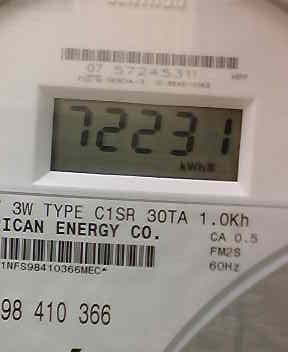 07 57245311
72231
kWh
3W TYPE C1SR 30TA 1.0Kh
ICAN ENERGY CO.
CA 0.5
FM2S
60Hz
1NFS98410366MEC*
98 410 366